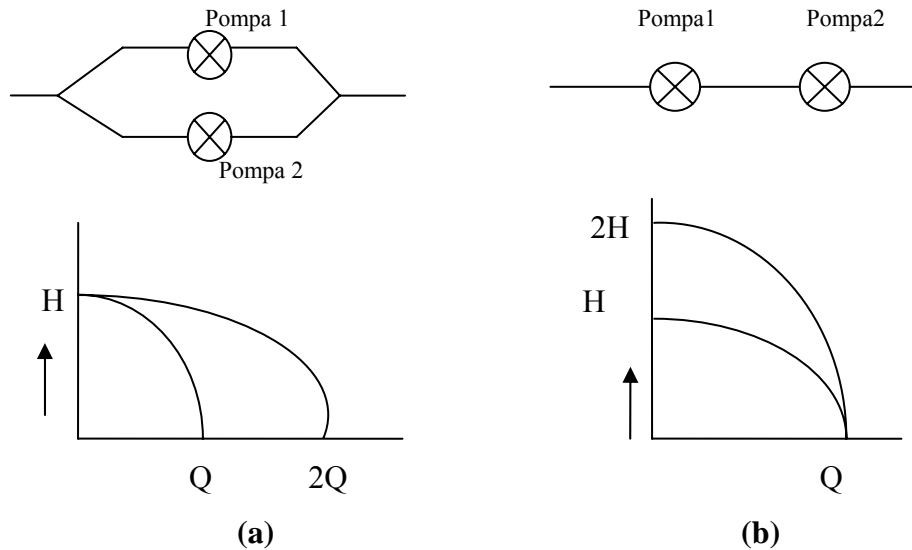 Pompa 1
Pompa 2
H
Q 2Q
(a)
Pompa1 Pompa2
2H
H
Q
(b)